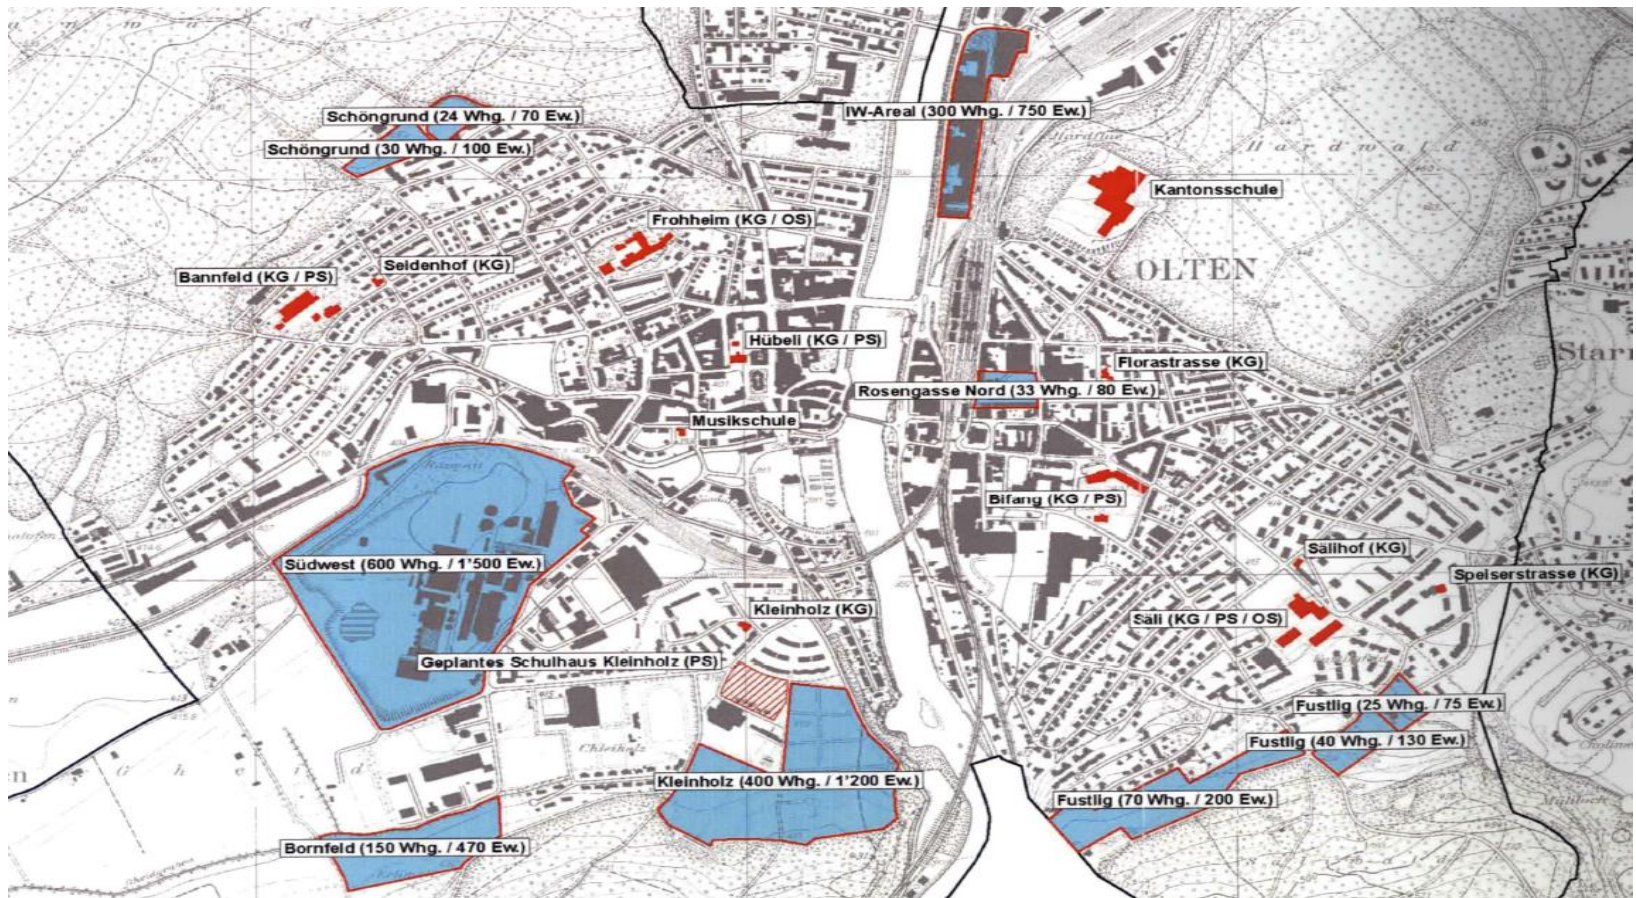 Schöngrund (24 Whg. / 70 Ew.)
IW-Areal (300 Whg. / 750 Ew.)
Schöngrund (30 Whg. / 100 Ew.)
Hardwald
Kantonsschule
Frohheim (KG / OS)
Seidenhof (KG)
Bannfeld (KG / PS)
OLTEN
Hübeli (KG / PS)
Starr
Florastrasse (KG)
Rosengasse Nord (33 Whg. / 80 Ew.)
Musikschule
Bifang (KG / PS)
Sälihof (KG)
Südwest (600 Whg. / 1'500 Ew.)
Speiserstrasse (KG)
Kleinholz (KG)
Säli (KG / PS / OS)
Geplantes Schulhaus Kleinholz (PS)
Fustlig (25 Whg. / 75 Ew.)
Fustlig (40 Whg. / 130 Ew.)
Chleiholz
Gheid
Kleinholz (400 Whg. / 1'200 Ew.)
Fustlig (70 Whg. / 200 Ew.)
Bornfeld (150 Whg. / 470 Ew.)